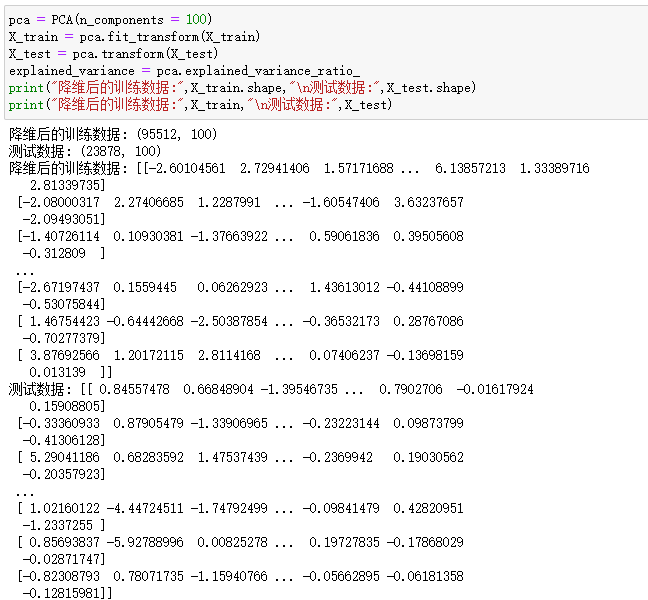 pca = PCA(n_components = 100)
X_train = pca.fit_transform(X_train)
X_test = pca.transform(X_test)
explained_variance = pca.explained_variance_ratio_
print("降维后的训练数据:",X_train.shape,"\n测试数据:",X_test.shape)
print("降维后的训练数据:",X_train,"\n测试数据:",X_test)
降维后的训练数据: (95512, 100)
测试数据: (23878, 100)
降维后的训练数据: [[-2.60104561  2.72941406  1.57171688 ...  6.13857213  1.33389716
   2.81339735]
 [-2.08000317  2.27406685  1.2287991  ... -1.60547406  3.63237657
  -2.09493051]
 [-1.40726114  0.10930381 -1.37663922 ...  0.59061836  0.39505608
  -0.312809  ]
 ...
 [-2.67197437  0.1559445   0.06262923 ...  1.43613012 -0.44108899
  -0.53075844]
 [ 1.46754423 -0.64442668 -2.50387854 ... -0.36532173  0.28767086
  -0.70277379]
 [ 3.87692566  1.20172115  2.8114168  ...  0.07406237 -0.13698159
   0.013139  ]]
测试数据: [[ 0.84557478  0.66848904 -1.39546735 ...  0.7902706  -0.01617924
   0.15908805]
 [-0.33360933  0.87905479 -1.33906965 ... -0.23223144  0.09873799
  -0.41306128]
 [ 5.29041186  0.68283592  1.47537439 ... -0.2369942   0.19030562
  -0.20357923]
 ...
 [ 1.02160122 -4.44724511 -1.74792499 ... -0.09841479  0.42820951
  -1.2337255 ]
 [ 0.85693837 -5.92788996  0.00825278 ...  0.19727835 -0.17868029
  -0.02871747]
 [-0.82308793  0.78071735 -1.15940766 ... -0.05662895 -0.06181358
  -0.12815981]]